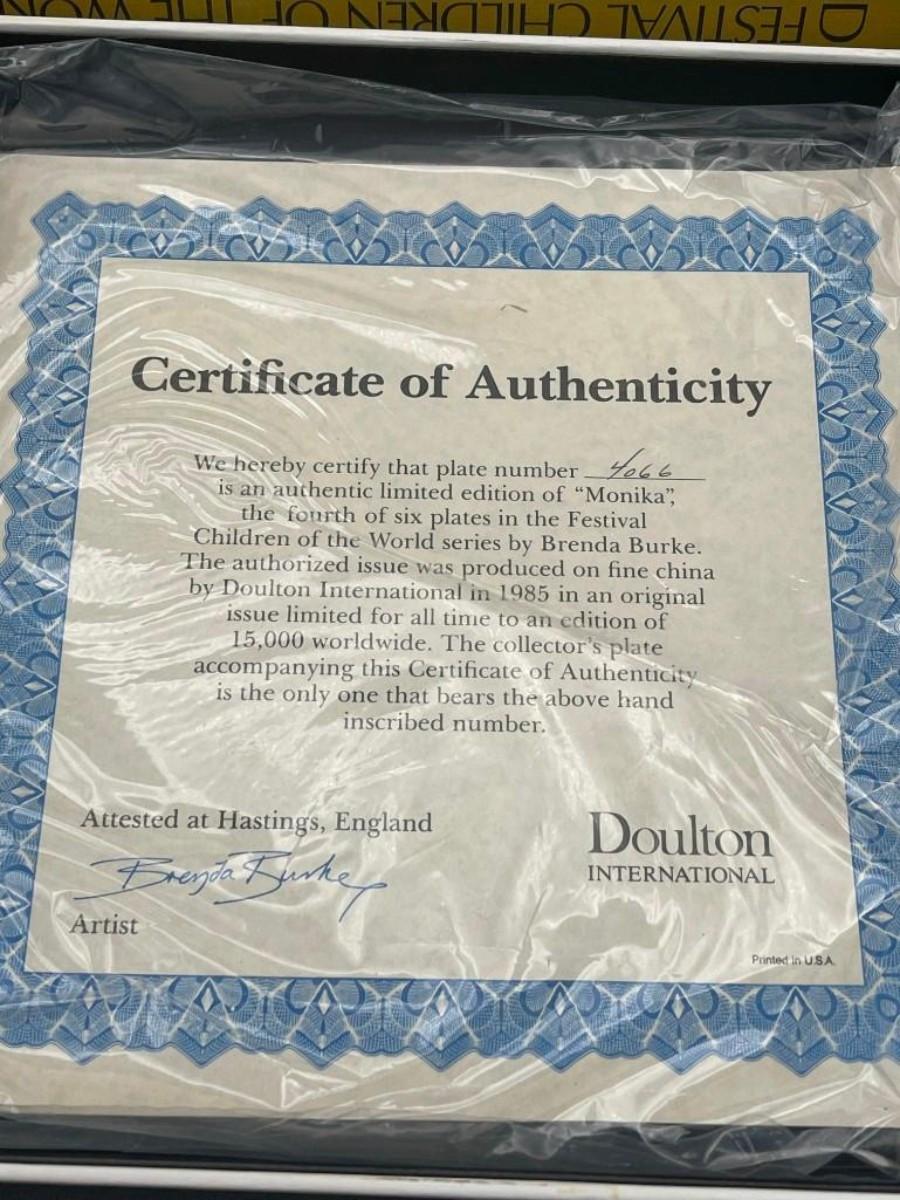 D FESTIVAL CHILDREN OF THE WOR
Certificate of Authenticity
We hereby certify that plate number 4066
is an authentic limited edition of “Monika”,
the fourth of six plates in the Festival
Children of the World series by Brenda Burke.
The authorized issue was produced on fine china
by Doulton International in 1985 in an original
issue limited for all time to an edition of
15,000 worldwide. The collector’s plate
accompanying this Certificate of Authenticity
is the only one that bears the above hand
inscribed number.
Attested at Hastings, England
Brenda Burke
Artist
Doulton
INTERNATIONAL
Printed in U.S.A.